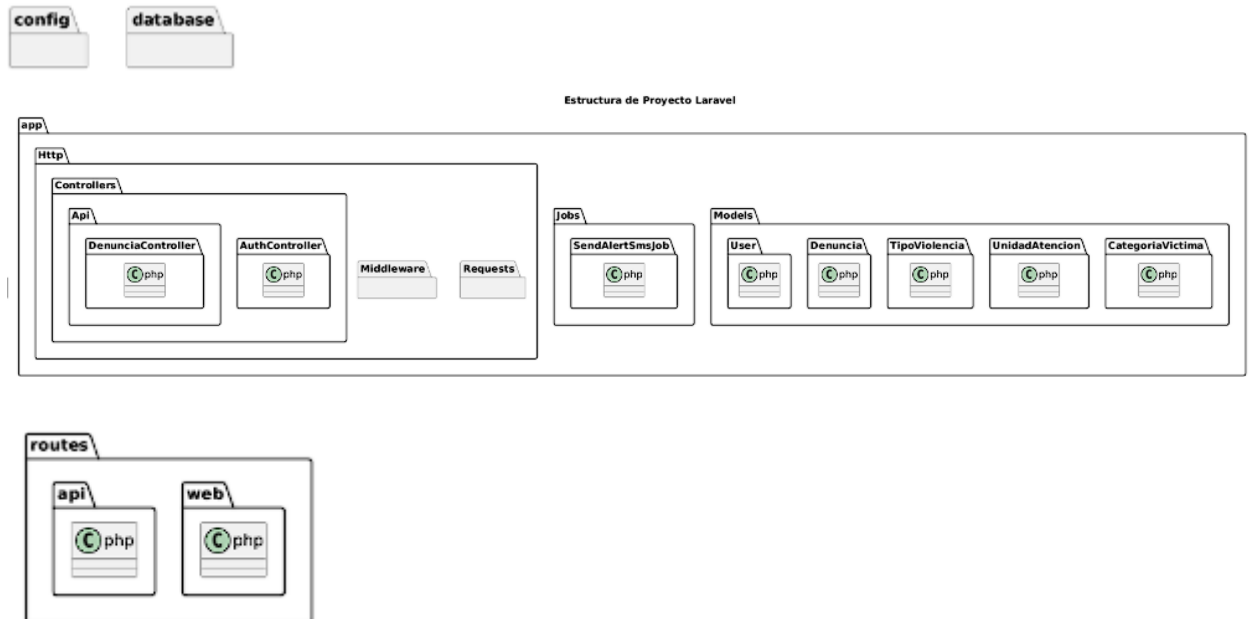 config database
Estructura de Proyecto Laravel
app
Http
Controllers
Api Jobs Models
DenunciaController AuthController SendAlertSmsJob User Denuncia TipoViolencia UnidadAtencion CategoriaVictima
Middleware Requests
C php C php C php C php C php C php C php C php
routes
api web
C php C php